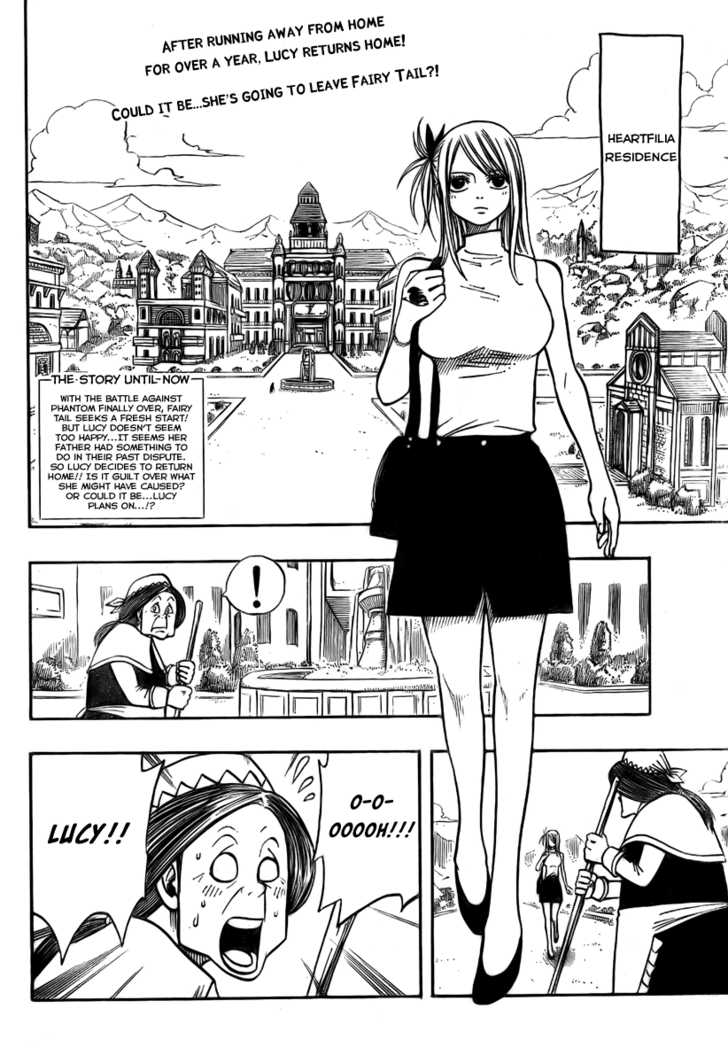 AFTER RUNNING AWAY FROM HOME
FOR OVER A YEAR, LUCY RETURNS HOME!
COULD IT BE...SHE'S GOING TO LEAVE FAIRY TAIL?!
HEARTFILIA
RESIDENCE
THE STORY UNTIL NOW
WITH THE BATTLE AGAINST
PHANTOM FINALLY OVER, FAIRY
TAIL SEEKS A FRESH START!
BUT LUCY DOESN'T SEEM
TOO HAPPY...IT SEEMS HER
FATHER HAD SOMETHING TO
DO IN THEIR PAST DISPUTE.
SO LUCY DECIDES TO RETURN
HOME!! IS IT GUILT OVER WHAT
SHE MIGHT HAVE CAUSED?
OR COULD IT BE...LUCY
PLANS ON...!?
!
O-O-
OOOOH!!!
LUCY!!